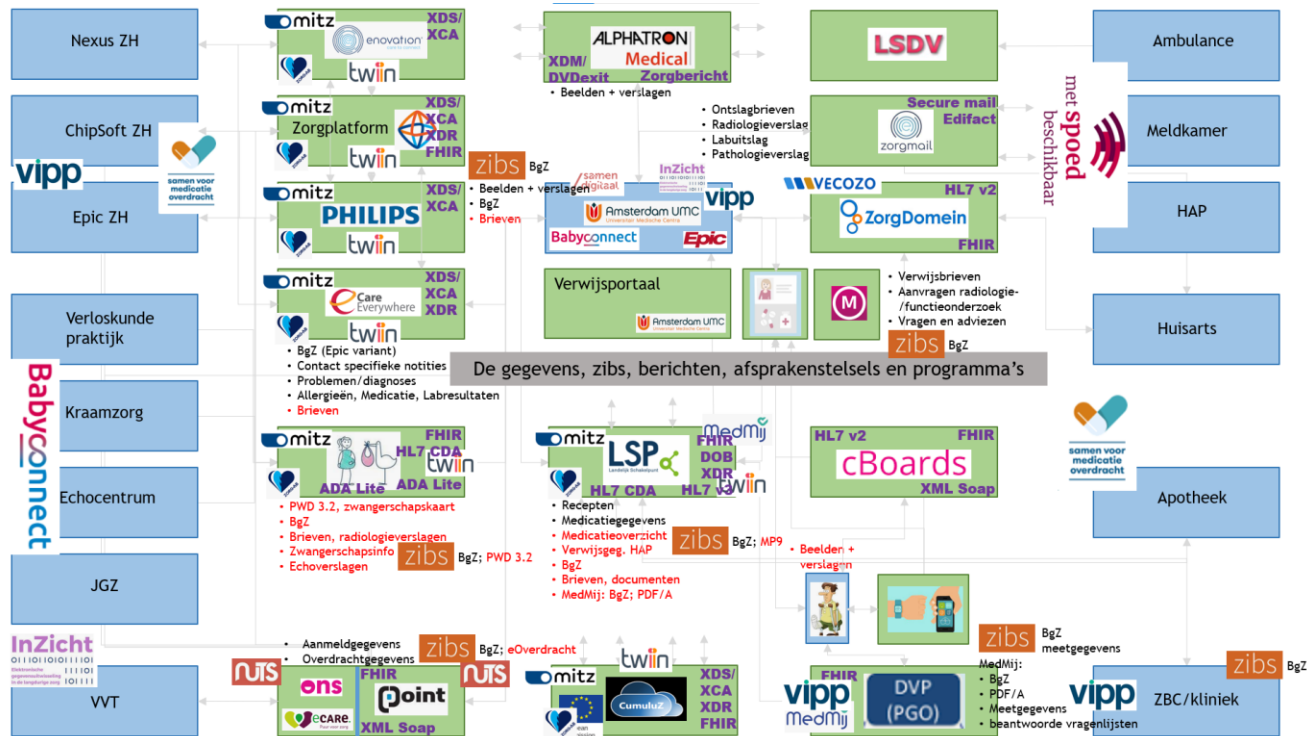 Nexus ZH
ChipSoft ZH
vipp
samen voor
medicatie
overdracht
Epic ZH
Verloskunde
praktijk
Babyconnect
Kraamzorg
Echocentrum
JGZ
InZicht
VVT
mitz
XDS/
XCA
enovation
twiin
mitz
Zorgplatform
XDS/
XCA
XDR
FHIR
twiin
zibs BgZ
• Beelden + verslagen
• BgZ
• Brieven
mitz
PHILIPS
XDS/
XCA
twiin
mitz
Care
Everywhere
XDS/
XCA
XDR
twiin
• BgZ (Epic variant)
• Contact specifieke notities
• Problemen/diagnoses
• Allergieën, Medicatie, Labresultaten
• Brieven
mitz
FHIR
HL7 CDA
twiin
ADA Lite
ADA Lite
• PWD 3.2, zwangerschapskaart
• BgZ
• Brieven, radiologieverslagen
• Zwangerschapsinfo
• Echoverslagen
zibs BgZ; PWD 3.2
• Aanmeldgegevens
• Overdrachtgegevens
zibs BgZ; eOverdracht
nuts
nuts
ons
ecare
FHIR
Point
XML Soap
ALPHATRON
Medical
XDM/
DVDexit
Zorgbericht
• Beelden + verslagen
• Ontslagbrieven
• Radiologieverslag
• Labuitslag
• Pathologieverslag
samen
digitaal
InZicht
vipp
Amsterdam UMC
Universitair Medische Centra
Babyconnect
Epic
Verwijsportaal
Amsterdam UMC
De gegevens, zibs, berichten, afsprakenstelsels en programma's
mitz
LSP
Landelijk Schakelpunt
MedMij
FHIR
DOB
XDR
twiin
HL7 CDA
HL7 v3
• Recepten
• Medicatiegegevens
• Medicatieoverzicht
• Verwijsgeg. HAP
• BgZ
• Brieven, documenten
• MedMij: BgZ; PDF/A
zibs BgZ; MP9
• Beelden +
verslagen
twiin
mitz
CumuluZ
XDS/
XCA
XDR
FHIR
LSDV
Secure mail
Edifact
zorgmail
VECOZO
HL7 v2
ZorgDomein
FHIR
M
• Verwijsbrieven
• Aanvragen radiologie-
/functieonderzoek
• Vragen en adviezen
zibs BgZ
HL7 v2
FHIR
cBoards
XML Soap
zibs BgZ
meetgegevens
MedMij:
• BgZ
• PDF/A
• Meetgegevens
• beantwoorde vragenlijsten
FHIR
vipp
MedMij
DVP
(PGO)
met spoed
beschikbaar
Ambulance
Meldkamer
HAP
Huisarts
samen voor
medicatie
overdracht
Apotheek
zibs BgZ
vipp
ZBC/kliniek